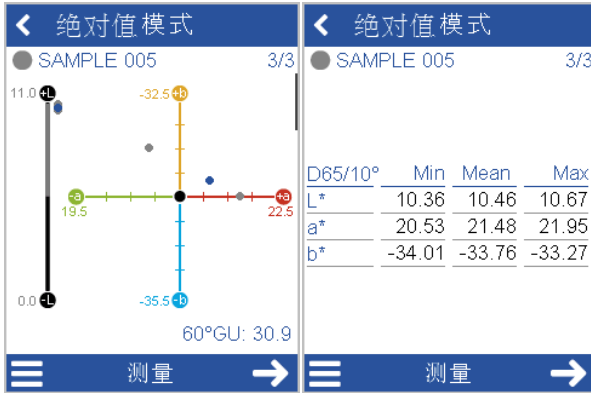 绝对值模式
SAMPLE 005 3/3
11.0 +L -32.5 +b
-a +a
19.5 22.5
0.0 -L -35.5 -b
60°GU: 30.9
测量
绝对值模式
SAMPLE 005 3/3
D65/10° Min Mean Max
L* 10.36 10.46 10.67
a* 20.53 21.48 21.95
b* -34.01 -33.76 -33.27
测量